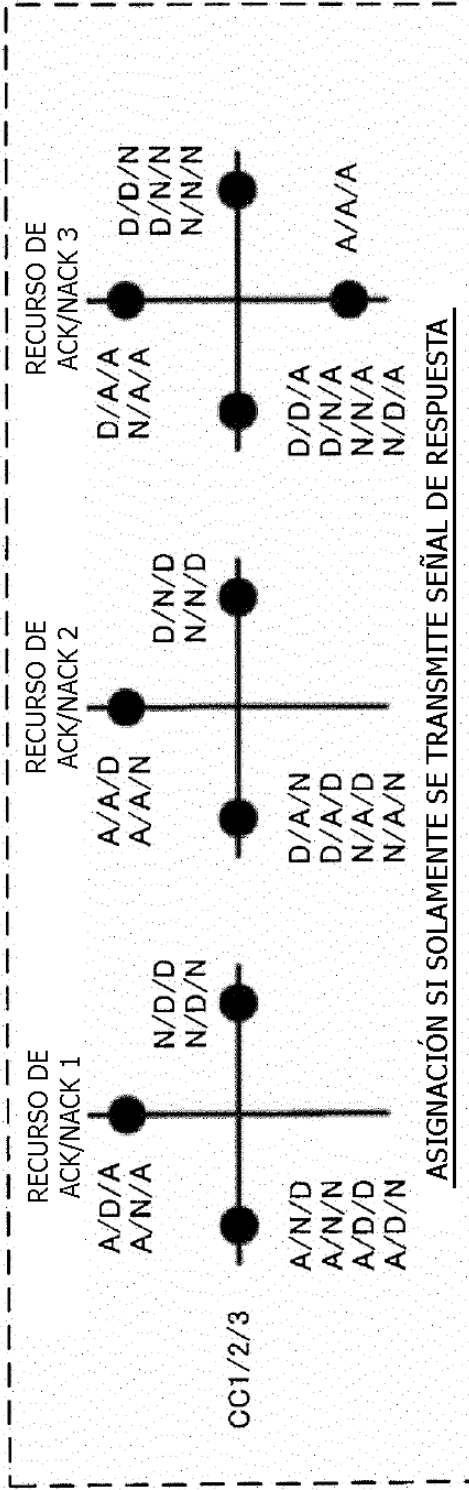 RECURSO DE
ACK/NACK 1
A/D/A
A/N/A
N/D/D
N/D/N
CC1/2/3
A/N/D
A/N/N
A/D/D
A/D/N
RECURSO DE
ACK/NACK 2
A/A/D
A/A/N
D/N/D
N/N/D
D/A/N
D/A/D
N/A/D
N/A/N
RECURSO DE
ACK/NACK 3
D/A/A
N/A/A
D/D/N
D/N/N
N/N/N
D/D/A
D/N/A
N/N/A
N/D/A
A/A/A
ASIGNACIÓN SI SOLAMENTE SE TRANSMITE SEÑAL DE RESPUESTA